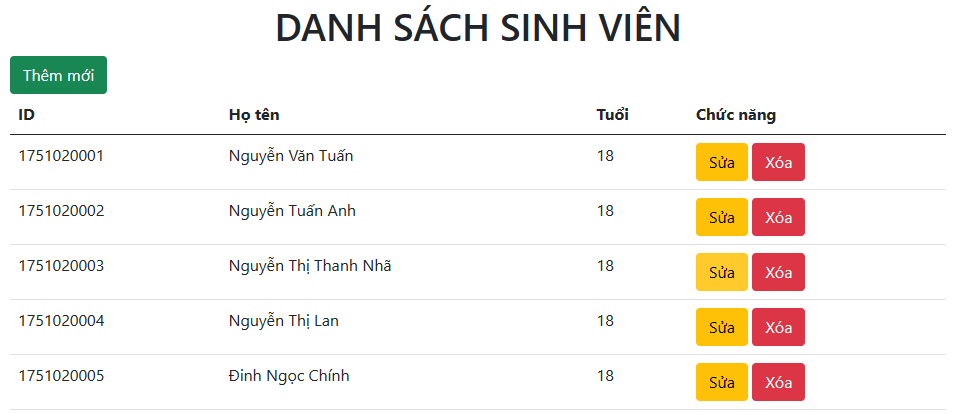 DANH SÁCH SINH VIÊN
Thêm mới
ID Họ tên Tuổi Chức năng
1751020001 Nguyễn Văn Tuấn 18 Sửa Xóa
1751020002 Nguyễn Tuấn Anh 18 Sửa Xóa
1751020003 Nguyễn Thị Thanh Nhã 18 Sửa Xóa
1751020004 Nguyễn Thị Lan 18 Sửa Xóa
1751020005 Đinh Ngọc Chính 18 Sửa Xóa